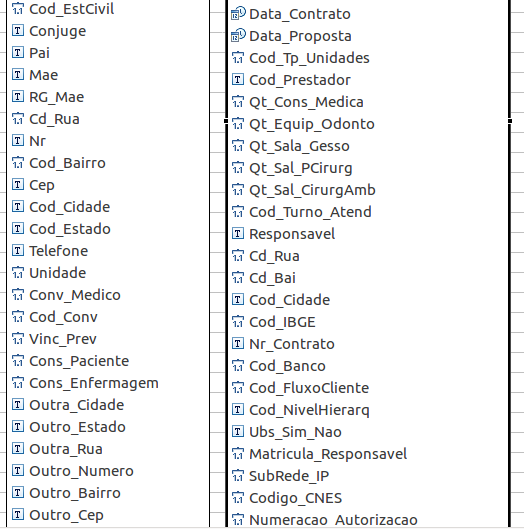 Cod_EstCivil
Conjuge
Pai
Mae
RG_Mae
Cd_Rua
Nr
Cod_Bairro
Cep
Cod_Cidade
Cod_Estado
Telefone
Unidade
Conv_Medico
Cod_Conv
Vinc_Prev
Cons_Paciente
Cons_Enfermagem
Outra_Cidade
Outro_Estado
Outra_Rua
Outro_Numero
Outro_Bairro
Outro_Cep
Data_Contrato
Data_Proposta
Cod_Tp_Unidades
Cod_Prestador
Qt_Cons_Medica
Qt_Equip_Odonto
Qt_Sala_Gesso
Qt_Sal_PCirurg
Qt_Sal_CirurgAmb
Cod_Turno_Atend
Responsavel
Cd_Rua
Cd_Bai
Cod_Cidade
Cod_IBGE
Nr_Contrato
Cod_Banco
Cod_FluxoCliente
Cod_NivelHierarq
Ubs_Sim_Nao
Matricula_Responsavel
SubRede_IP
Codigo_CNES
Numeracao_Autorizacao